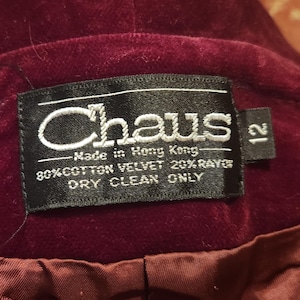 Chaus
Made in Hong Kong
80% COTTON VELVET 20% RAYON
DRY CLEAN ONLY
12